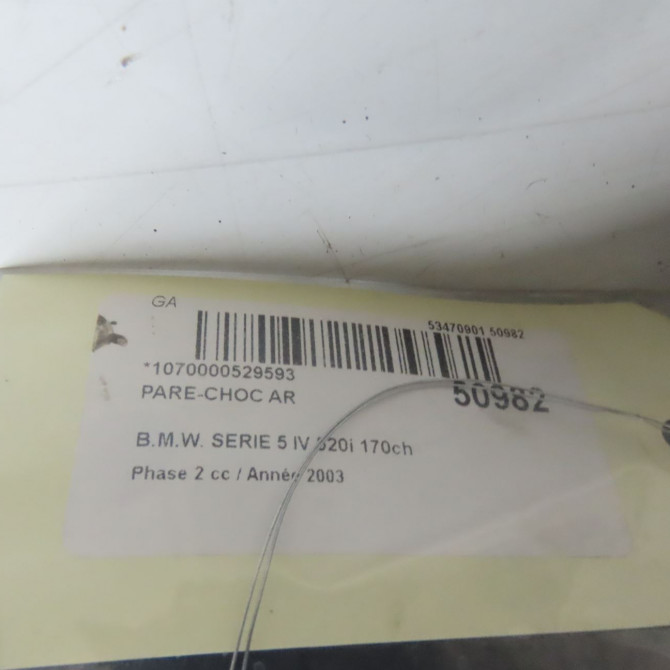 GA
53470901 50982
*1070000529593
PARE-CHOC AR
50982
B.M.W. SERIE 5 IV 520i 170ch
Phase 2 cc / Année 2003